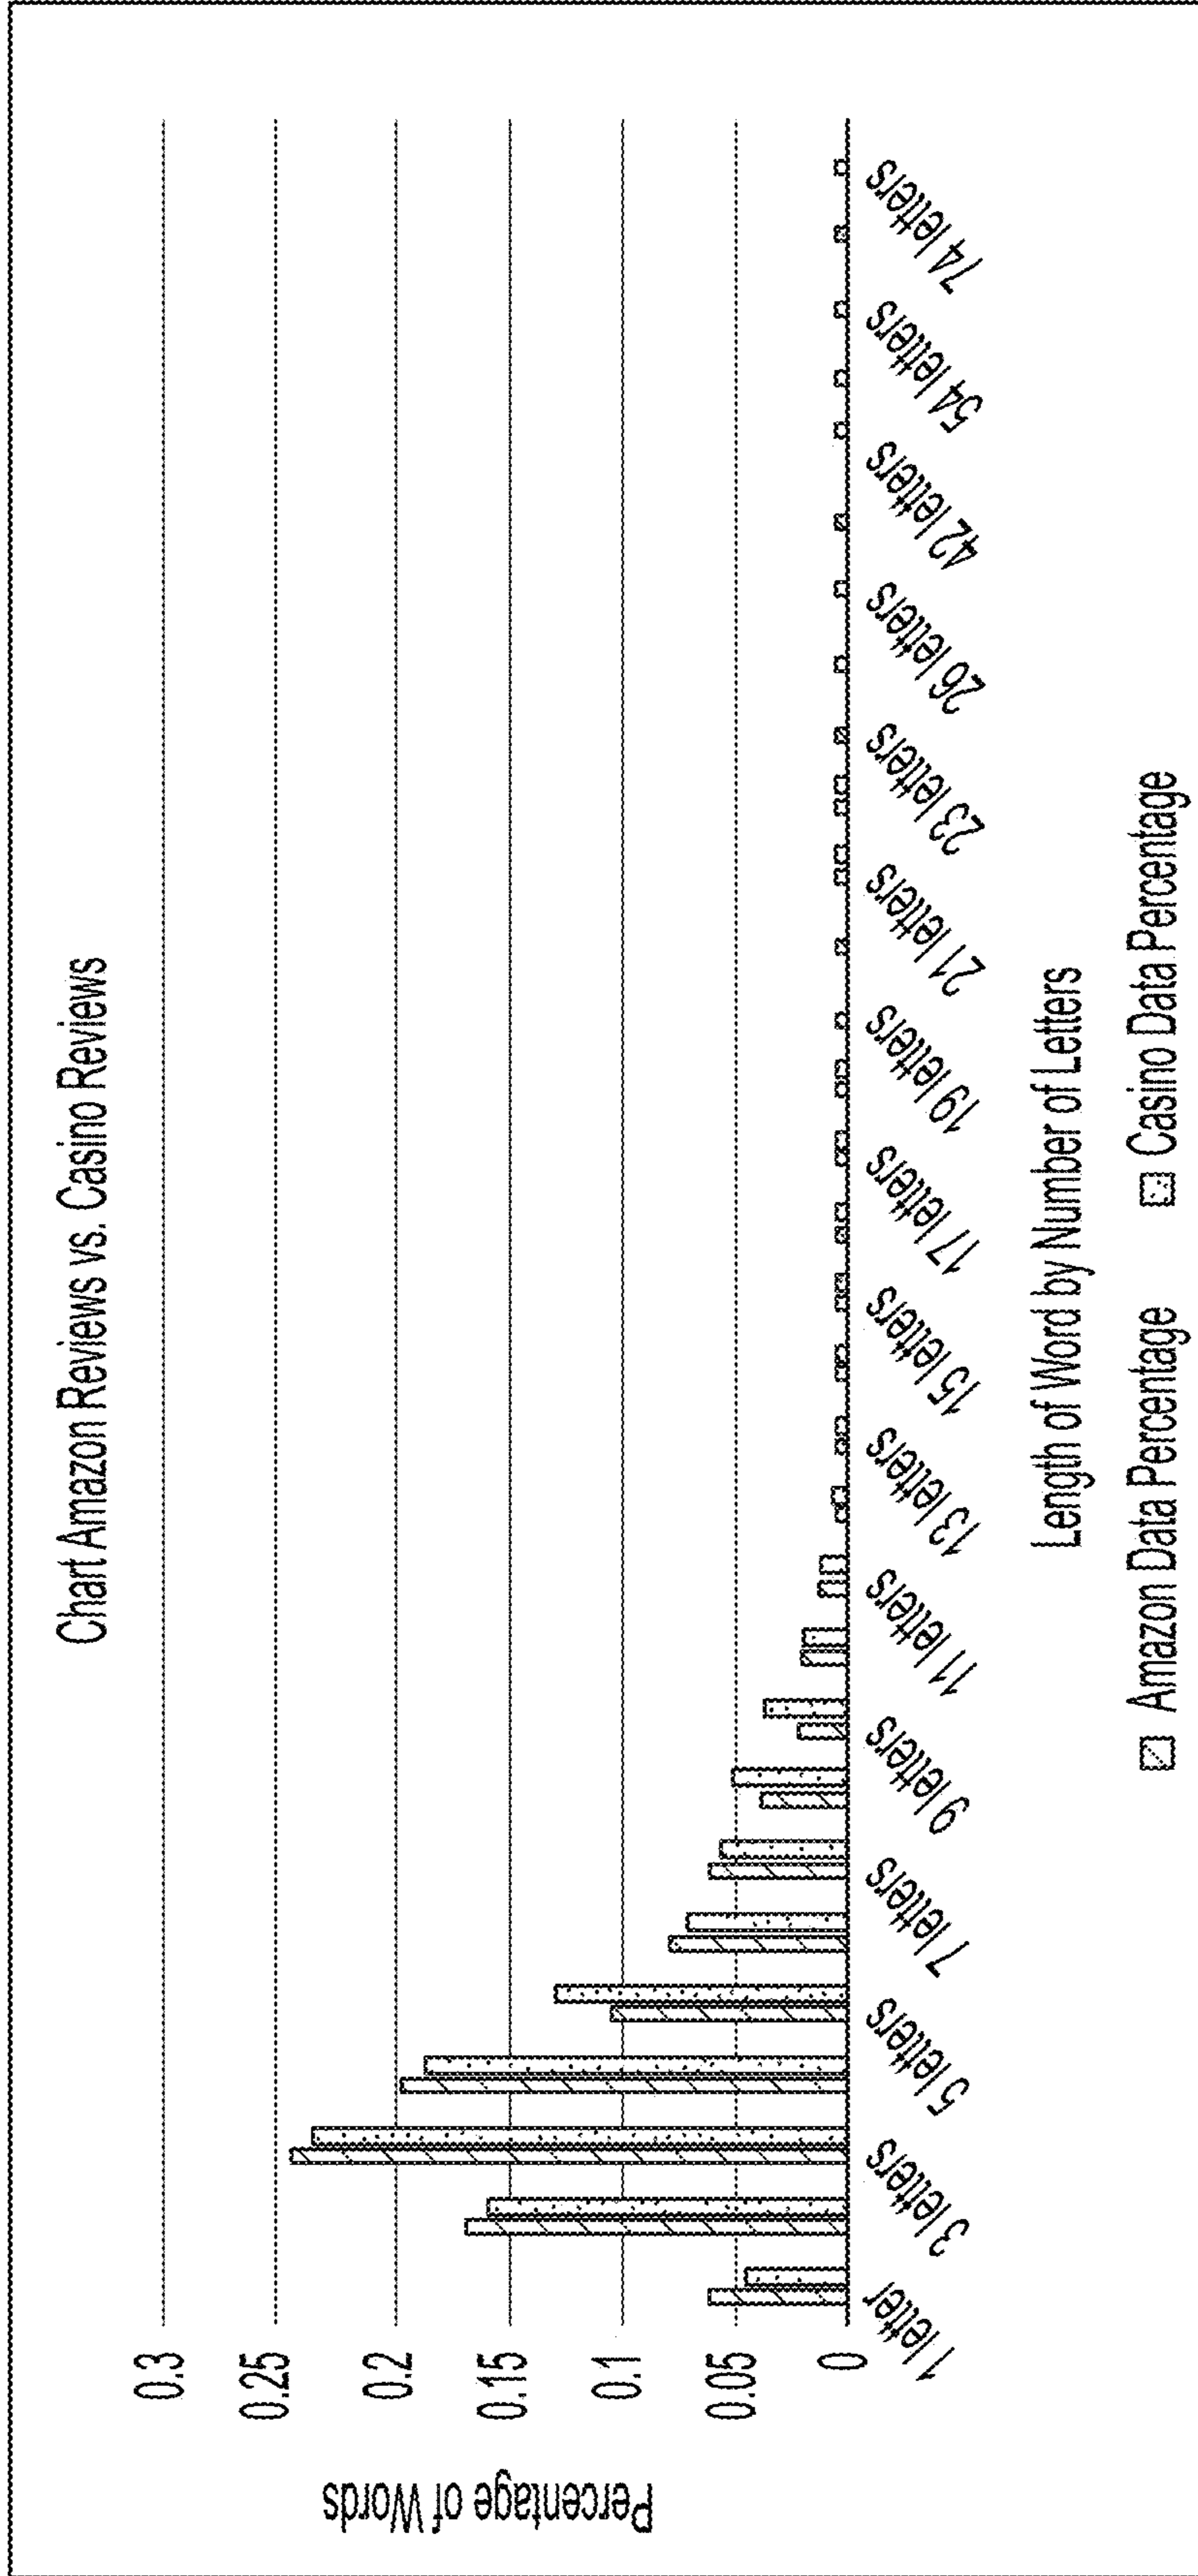 Chart Amazon Reviews vs. Casino Reviews
Percentage of Words
0.3
0.25
0.2
0.15
0.1
0.05
0
1 letter
3 letters
5 letters
7 letters
9 letters
11 letters
13 letters
15 letters
17 letters
19 letters
21 letters
23 letters
26 letters
42 letters
54 letters
74 letters
Length of Word by Number of Letters
Amazon Data Percentage
Casino Data Percentage